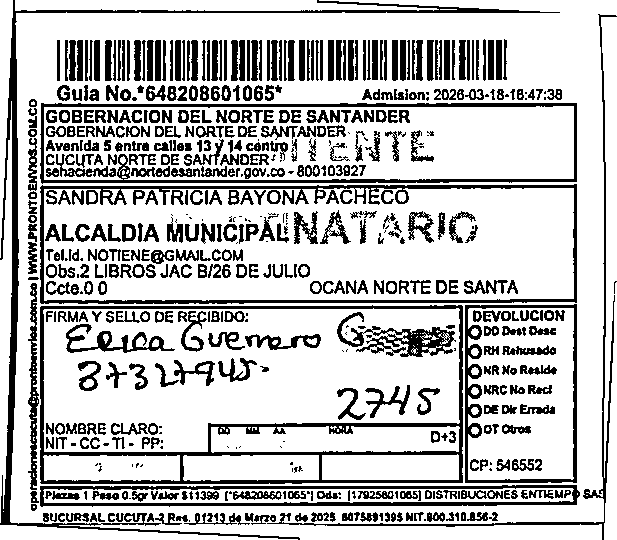 Guia No.*648208601065* Admision: 2026-03-18-16:47:38
GOBERNACION DEL NORTE DE SANTANDER
GOBERNACION DEL NORTE DE SANTANDER
Avenida 5 entre calles 13 y 14 centro
CUCUTA NORTE DE SANTANDER
sehacienda@nortedesantander.gov.co - 800103927
SANDRA PATRICIA BAYONA PACHECO
ALCALDIA MUNICIPAL
NATARIO
Tel.Id. NOTIENE@GMAIL.COM
Obs.2 LIBROS JAC B/26 DE JULIO
Ccte.0 0 OCANA NORTE DE SANTA
FIRMA Y SELLO DE RECIBIDO:
Erica Guerrero G
37327945.
2745
NOMBRE CLARO:
NIT - CC - TI - PP:
DD MM AA HORA
D+3
DEVOLUCION
DD Dest Desc
RH Rehusado
NR No Reside
NRC No Recl
DE Dir Errada
OT Otros
CP: 546552
Piezas 1 Peso 0.5gr Valor $11399 [*648208601065*] Ods: [17925601065] DISTRIBUCIONES ENTIEMPO SAS
SUCURSAL CUCUTA-2 Res. 01213 de Marzo 21 de 2025 6075891395 NIT.900.310.856-2
operacionescucuta@prontoenvios.com.co | WWW.PRONTOENVIOS.COM.CO